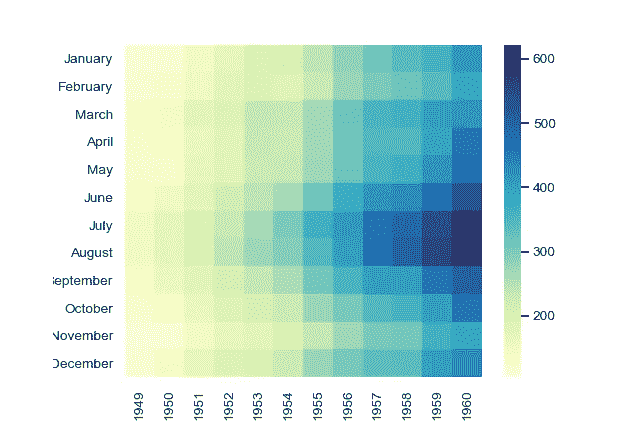 January
February
March
April
May
June
July
August
September
October
November
December
1949 1950 1951 1952 1953 1954 1955 1956 1957 1958 1959 1960
600
500
400
300
200